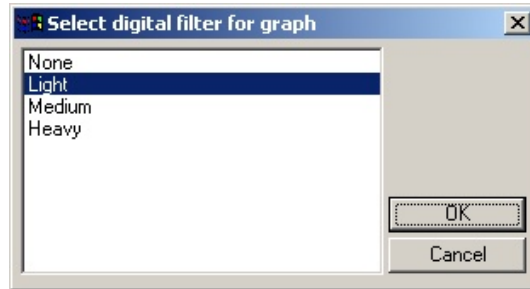 Select digital filter for graph
None
Light
Medium
Heavy
OK
Cancel